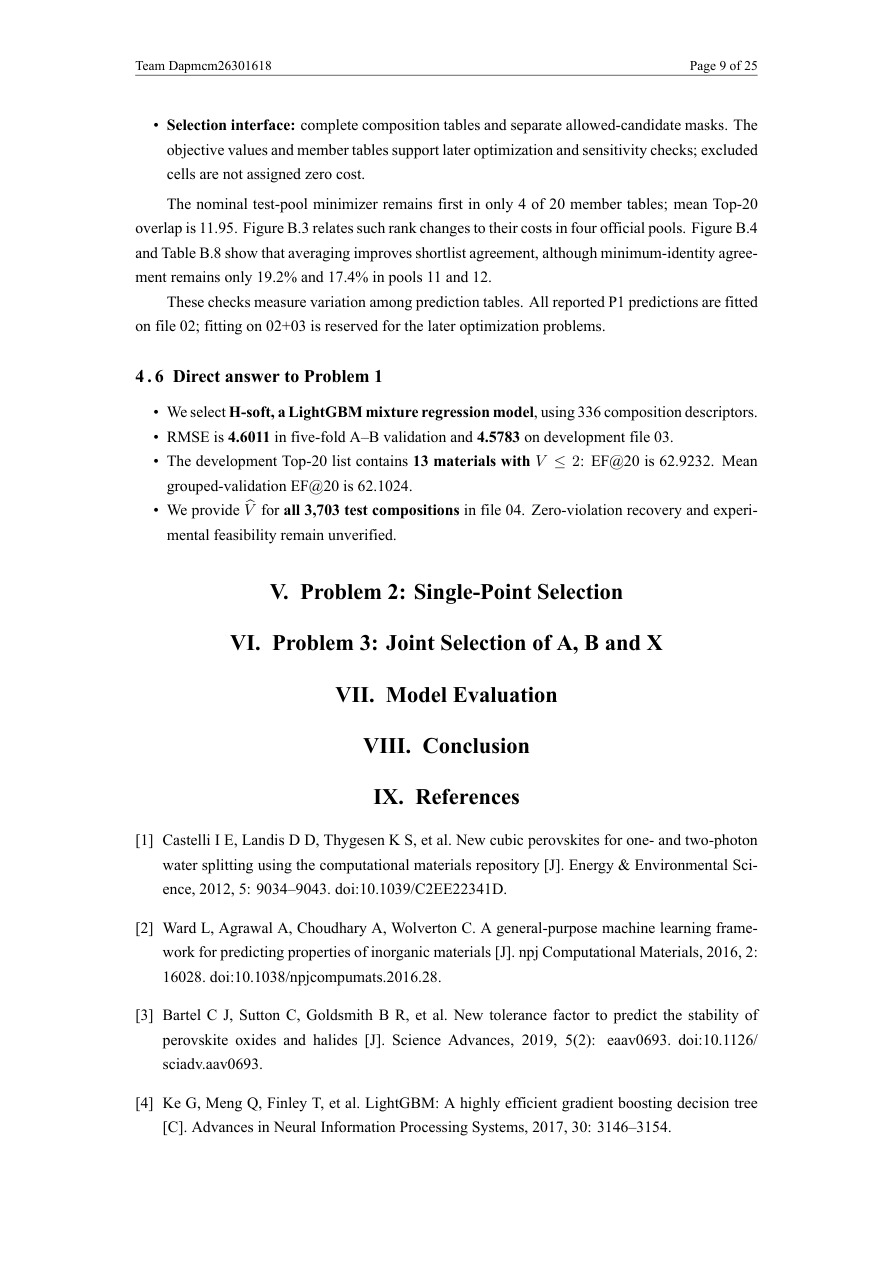 Team Dapmcm26301618 Page 9 of 25
• Selection interface: complete composition tables and separate allowed-candidate masks. The
objective values and member tables support later optimization and sensitivity checks; excluded
cells are not assigned zero cost.
The nominal test-pool minimizer remains first in only 4 of 20 member tables; mean Top-20
overlap is 11.95. Figure B.3 relates such rank changes to their costs in four official pools. Figure B.4
and Table B.8 show that averaging improves shortlist agreement, although minimum-identity agree-
ment remains only 19.2% and 17.4% in pools 11 and 12.
These checks measure variation among prediction tables. All reported P1 predictions are fitted
on file 02; fitting on 02+03 is reserved for the later optimization problems.
4 . 6 Direct answer to Problem 1
• We select H-soft, a LightGBM mixture regression model, using 336 composition descriptors.
• RMSE is 4.6011 in five-fold A–B validation and 4.5783 on development file 03.
• The development Top-20 list contains 13 materials with V ≤ 2: EF@20 is 62.9232. Mean
grouped-validation EF@20 is 62.1024.
• We provide V̂ for all 3,703 test compositions in file 04. Zero-violation recovery and experi-
mental feasibility remain unverified.
V. Problem 2: Single-Point Selection
VI. Problem 3: Joint Selection of A, B and X
VII. Model Evaluation
VIII. Conclusion
IX. References
[1] Castelli I E, Landis D D, Thygesen K S, et al. New cubic perovskites for one- and two-photon
water splitting using the computational materials repository [J]. Energy & Environmental Sci-
ence, 2012, 5: 9034–9043. doi:10.1039/C2EE22341D.
[2] Ward L, Agrawal A, Choudhary A, Wolverton C. A general-purpose machine learning frame-
work for predicting properties of inorganic materials [J]. npj Computational Materials, 2016, 2:
16028. doi:10.1038/npjcompumats.2016.28.
[3] Bartel C J, Sutton C, Goldsmith B R, et al. New tolerance factor to predict the stability of
perovskite oxides and halides [J]. Science Advances, 2019, 5(2): eaav0693. doi:10.1126/
sciadv.aav0693.
[4] Ke G, Meng Q, Finley T, et al. LightGBM: A highly efficient gradient boosting decision tree
[C]. Advances in Neural Information Processing Systems, 2017, 30: 3146–3154.